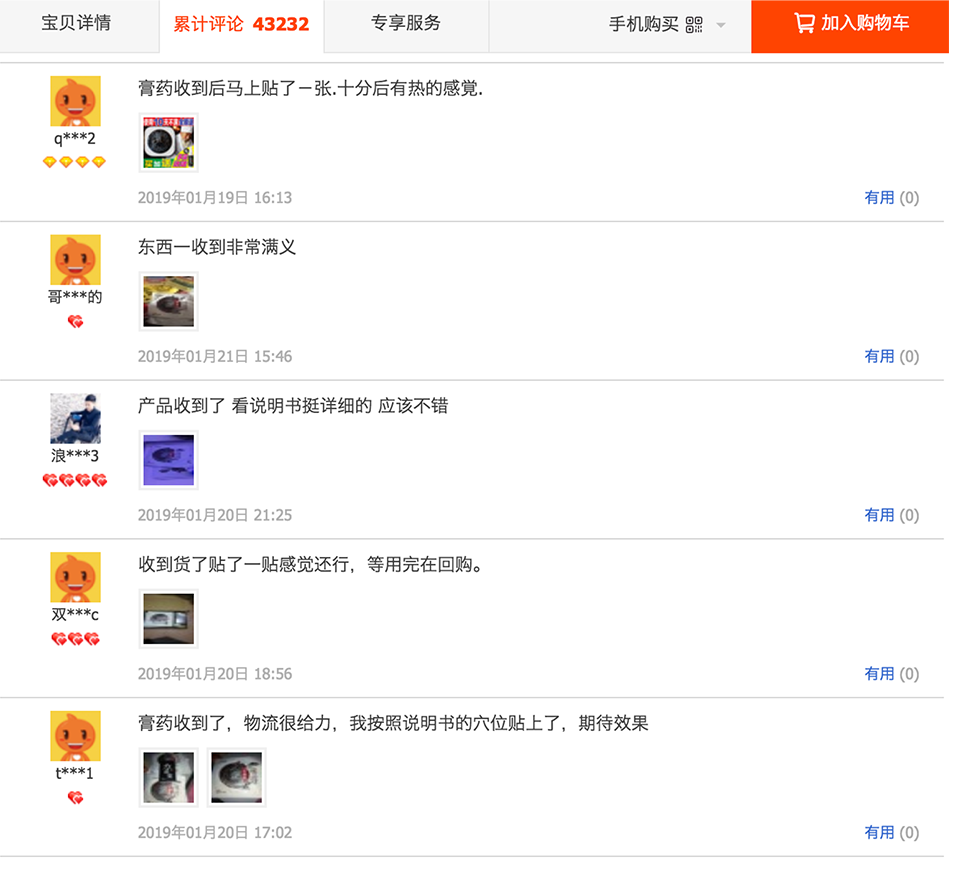 宝贝详情 累计评论 43232 专享服务 手机购买 加入购物车
膏药收到后马上贴了一张.十分后有热的感觉.
q***2
2019年01月19日 16:13 有用 (0)
东西一收到非常满义
哥***的
2019年01月21日 15:46 有用 (0)
产品收到了 看说明书挺详细的 应该不错
浪***3
2019年01月20日 21:25 有用 (0)
收到货了贴了一贴感觉还行，等用完在回购。
双***c
2019年01月20日 18:56 有用 (0)
膏药收到了，物流很给力，我按照说明书的穴位贴上了，期待效果
t***1
2019年01月20日 17:02 有用 (0)